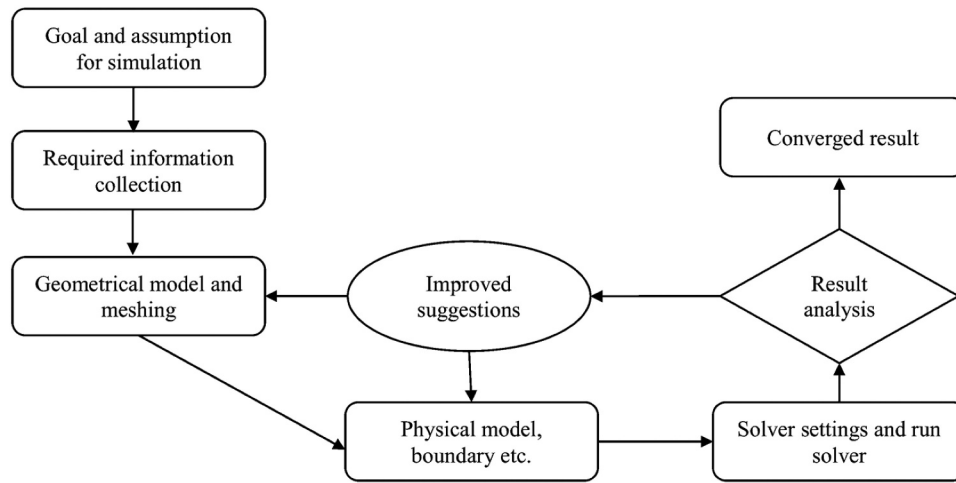 Goal and assumption
for simulation
Required information
collection
Geometrical model and
meshing
Improved
suggestions
Physical model,
boundary etc.
Solver settings and run
solver
Result
analysis
Converged result